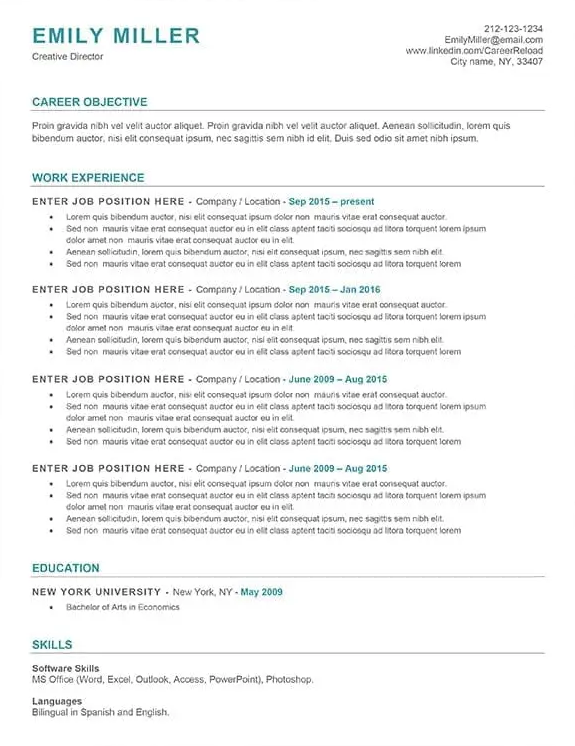 EMILY MILLER
Creative Director
212-123-1234
EmilyMiller@email.com
www.linkedin.com/CareerReload
City name, NY, 33407
CAREER OBJECTIVE
Proin gravida nibh vel velit auctor aliquet. Proin gravida nibh vel velit auctor aliquet. Aenean sollicitudin, lorem quis
bibendum auctor, nisi elit consequat ipsum, nec sagittis sem nibh id elit. Duis sed odio sit amet nibh ipsum.
WORK EXPERIENCE
ENTER JOB POSITION HERE - Company / Location - Sep 2015 – present
• Lorem quis bibendum auctor, nisi elit consequat ipsum dolor non mauris vitae erat consequat auctor.
• Sed non mauris vitae erat consequat auctor eu in elit class aptent taciti sociosqu ad litora torquent lorem ipsum
dolor amet non mauris vitae erat consequat auctor eu in elit.
• Aenean sollicitudin, lorem quis bibendum auctor, nisi elit consequat ipsum, nec sagittis sem nibh elit.
• Sed non mauris vitae erat consequat auctor eu in elit class aptent taciti sociosqu ad litora torquent lorem
ENTER JOB POSITION HERE - Company / Location - Sep 2015 – Jan 2016
• Lorem quis bibendum auctor, nisi elit consequat ipsum dolor non mauris vitae erat consequat auctor.
• Sed non mauris vitae erat consequat auctor eu in elit class aptent taciti sociosqu ad litora torquent lorem ipsum
dolor amet non mauris vitae erat consequat auctor eu in elit
• Aenean sollicitudin, lorem quis bibendum auctor, nisi elit consequat ipsum, nec sagittis sem nibh elit.
• Sed non mauris vitae erat consequat auctor eu in elit class aptent taciti sociosqu ad litora torquent lorem
ENTER JOB POSITION HERE - Company / Location - June 2009 – Aug 2015
• Lorem quis bibendum auctor, nisi elit consequat ipsum dolor non mauris vitae erat consequat auctor.
• Sed non mauris vitae erat consequat auctor eu in elit class aptent taciti sociosqu ad litora torquent lorem ipsum
dolor amet non mauris vitae erat consequat auctor eu in elit.
• Aenean sollicitudin, lorem quis bibendum auctor, nisi elit consequat ipsum, nec sagittis sem nibh elit.
• Sed non mauris vitae erat consequat auctor eu in elit class aptent taciti sociosqu ad litora torquent lorem
ENTER JOB POSITION HERE - Company / Location - June 2009 – Aug 2015
• Lorem quis bibendum auctor, nisi elit consequat ipsum dolor non mauris vitae erat consequat auctor.
• Sed non mauris vitae erat consequat auctor eu in elit class aptent taciti sociosqu ad litora torquent lorem ipsum
dolor amet non mauris vitae erat consequat auctor eu in elit.
• Aenean sollicitudin, lorem quis bibendum auctor, nisi elit consequat ipsum, nec sagittis sem nibh elit.
• Sed non mauris vitae erat consequat auctor eu in elit class aptent taciti sociosqu ad litora torquent lorem
EDUCATION
NEW YORK UNIVERSITY - New York, NY - May 2009
• Bachelor of Arts in Economics
SKILLS
Software Skills
MS Office (Word, Excel, Outlook, Access, PowerPoint), Photoshop.
Languages
Bilingual in Spanish and English.